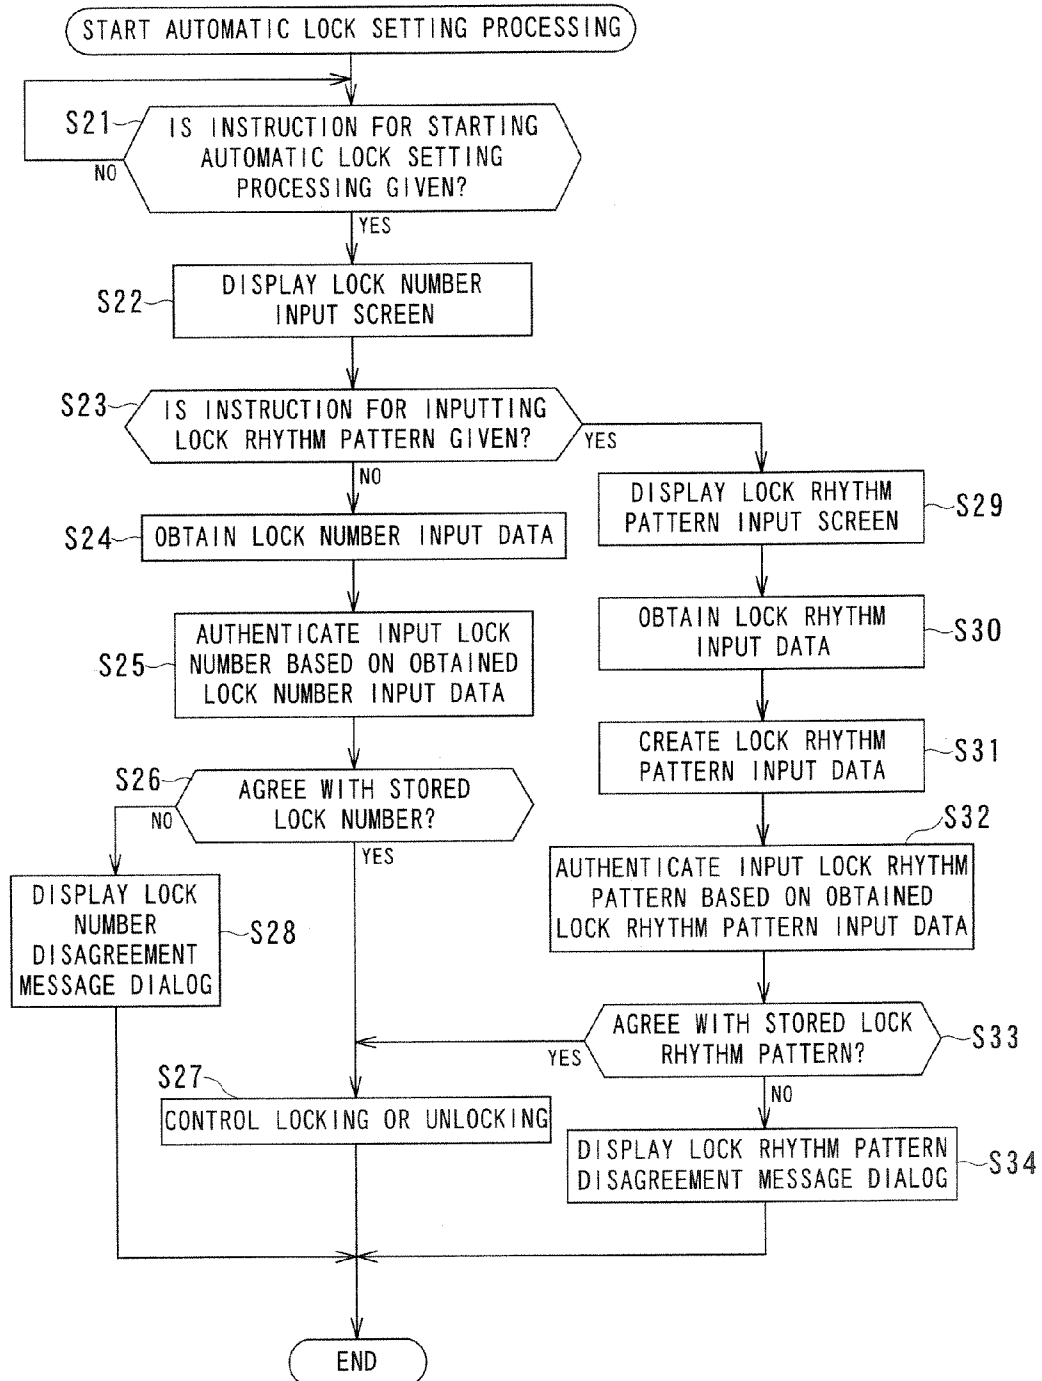 START AUTOMATIC LOCK SETTING PROCESSING
S21
IS INSTRUCTION FOR STARTING
AUTOMATIC LOCK SETTING
PROCESSING GIVEN?
NO
YES
S22
DISPLAY LOCK NUMBER
INPUT SCREEN
S23
IS INSTRUCTION FOR INPUTTING
LOCK RHYTHM PATTERN GIVEN?
YES
NO
S24
OBTAIN LOCK NUMBER INPUT DATA
S25
AUTHENTICATE INPUT LOCK
NUMBER BASED ON OBTAINED
LOCK NUMBER INPUT DATA
S26
AGREE WITH STORED
LOCK NUMBER?
NO
YES
DISPLAY LOCK
NUMBER
DISAGREEMENT
MESSAGE DIALOG
S28
S27
CONTROL LOCKING OR UNLOCKING
DISPLAY LOCK RHYTHM
PATTERN INPUT SCREEN
S29
OBTAIN LOCK RHYTHM
INPUT DATA
S30
CREATE LOCK RHYTHM
PATTERN INPUT DATA
S31
S32
AUTHENTICATE INPUT LOCK RHYTHM
PATTERN BASED ON OBTAINED
LOCK RHYTHM PATTERN INPUT DATA
AGREE WITH STORED LOCK
RHYTHM PATTERN?
S33
YES
NO
DISPLAY LOCK RHYTHM PATTERN
DISAGREEMENT MESSAGE DIALOG
S34
END